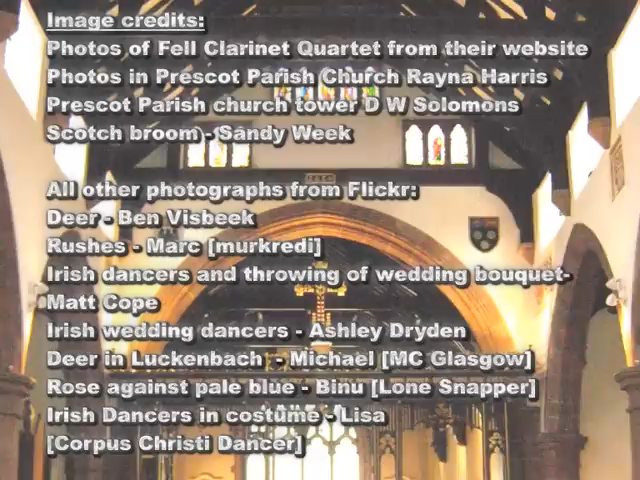 Image credits:
Photos of Fell Clarinet Quartet from their website
Photos in Prescot Parish Church Rayna Harris
Prescot Parish church tower D W Solomons
Scotch broom - Sandy Week
All other photographs from Flickr:
Deer - Ben Visbeek
Rushes - Marc [murkredi]
Irish dancers and throwing of wedding bouquet-
Matt Cope
Irish wedding dancers - Ashley Dryden
Deer in Luckenbach - Michael [MC Glasgow]
Rose against pale blue - Binu [Lone Snapper]
Irish Dancers in costume - Lisa
[Corpus Christi Dancer]